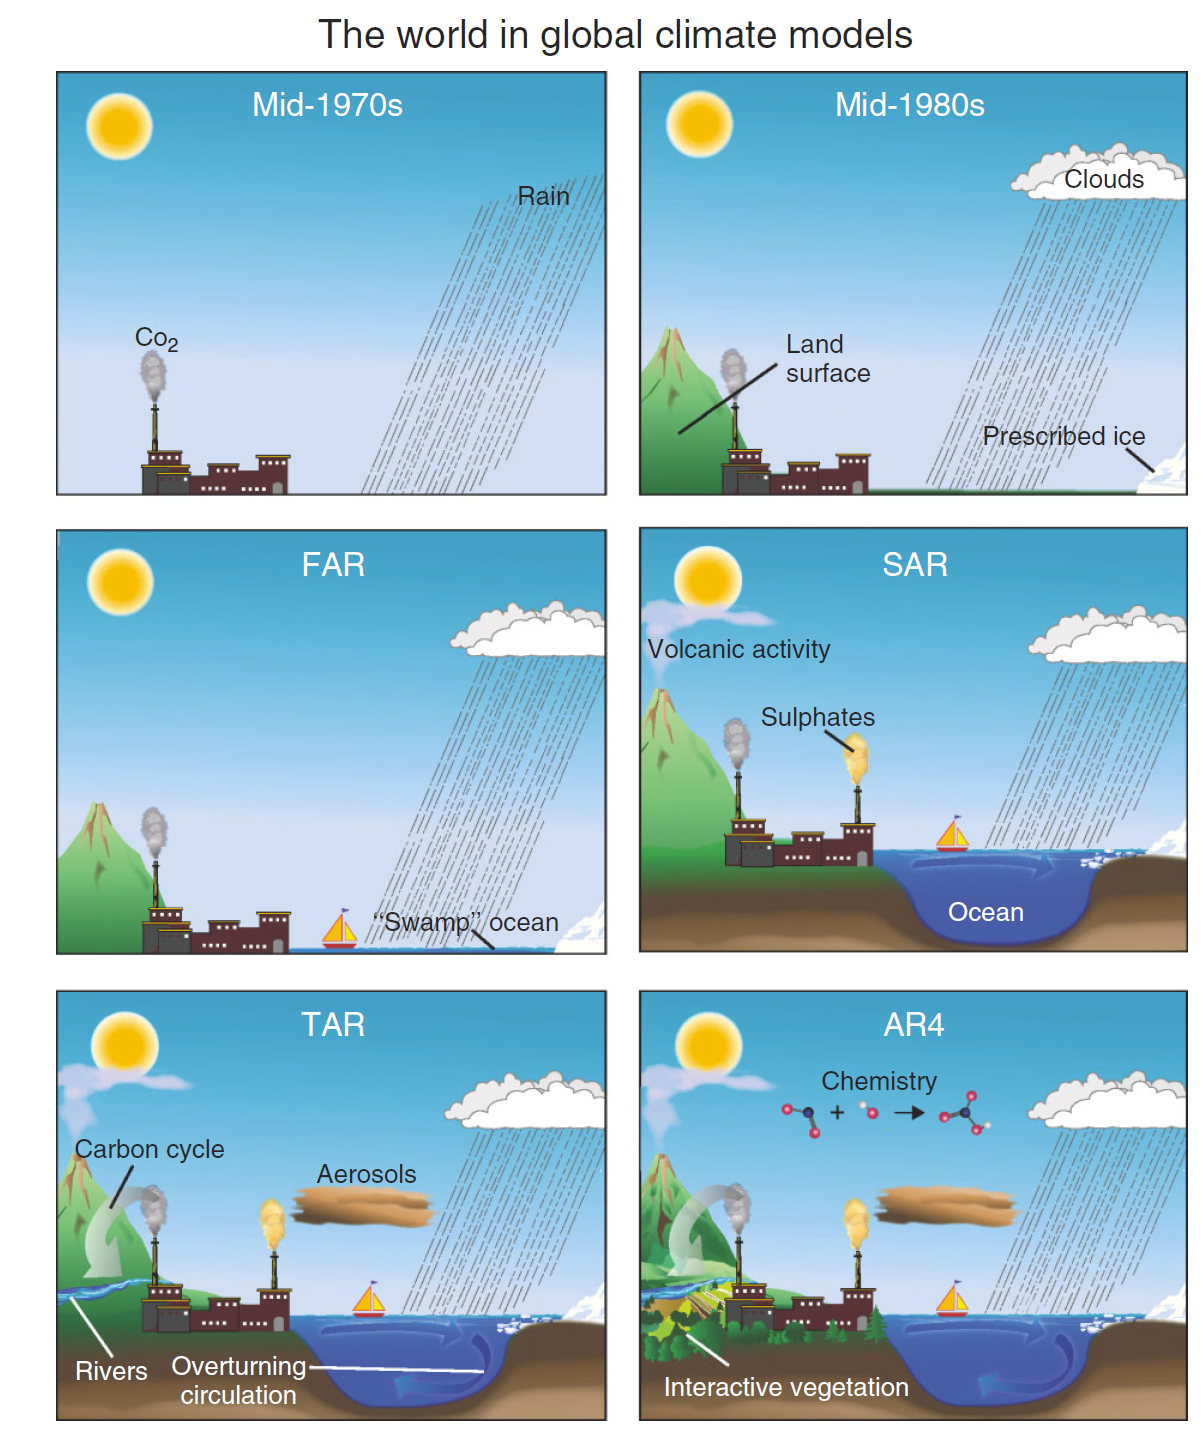 The world in global climate models
Mid-1970s
Rain
Co₂
Mid-1980s
Clouds
Land
surface
Prescribed ice
FAR
“Swamp” ocean
SAR
Volcanic activity
Sulphates
Ocean
TAR
Carbon cycle
Aerosols
Rivers
Overturning
circulation
AR4
Chemistry
+
Interactive vegetation